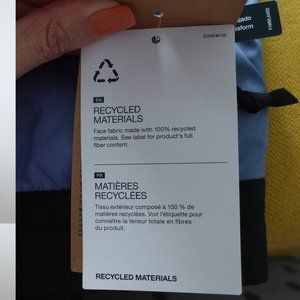 EN
RECYCLED
MATERIALS
Face fabric made with 100% recycled
materials. See label for product's full
fiber content.
FR
MATIÈRES
RECYCLÉES
Tissu extérieur composé à 100 % de
matières recyclées. Voir l'étiquette pour
connaître la teneur totale en fibres
du produit.
RECYCLED MATERIALS